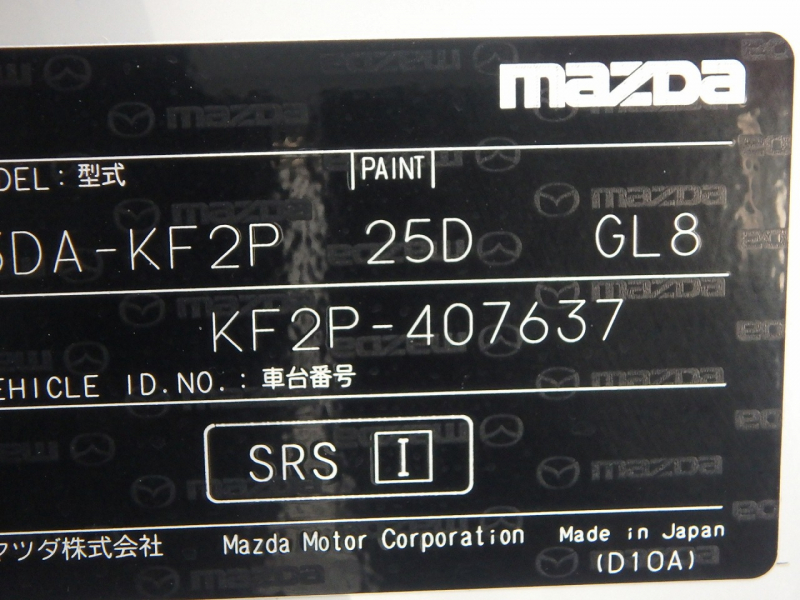 mazda
DEL: 型式 PAINT
DA-KF2P 25D GL8
KF2P-407637
EHICLE ID.NO.: 車台番号
SRS I
マツダ株式会社 Mazda Motor Corporation Made in Japan
(D10A)